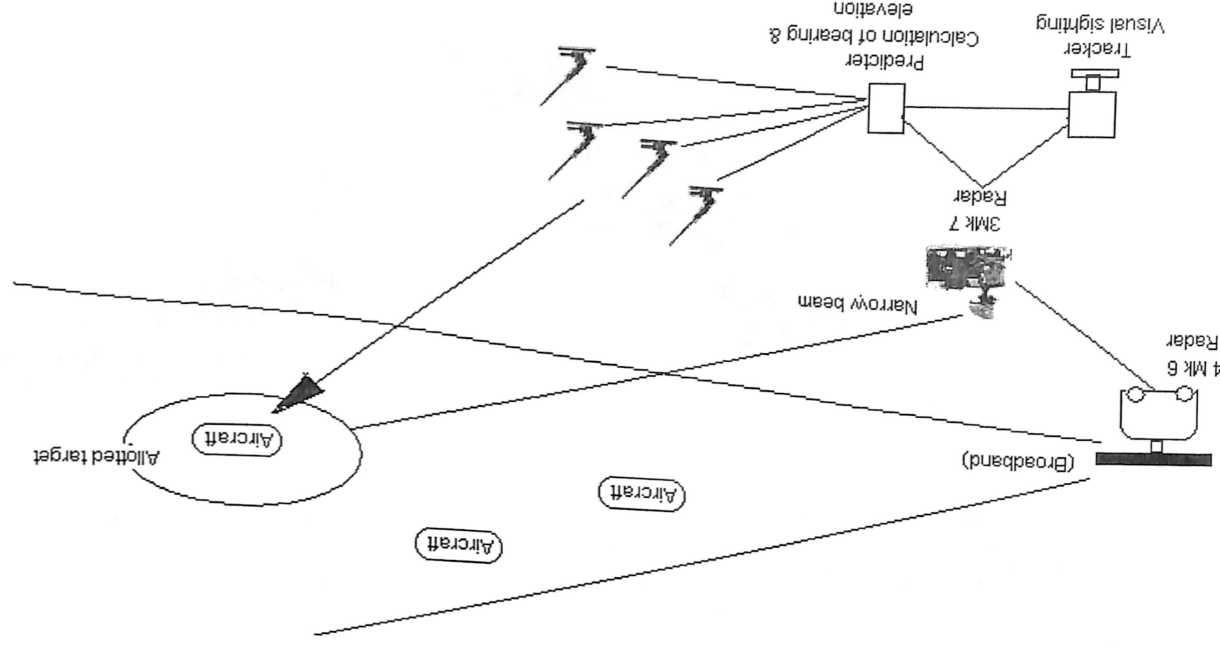 Aircraft
Aircraft
(Broadband)
Allotted target
Aircraft
4 Mk 6
Radar
Narrow beam
3Mk 7
Radar
Tracker
Visual sighting
Predicter
Calculation of bearing &
elevation